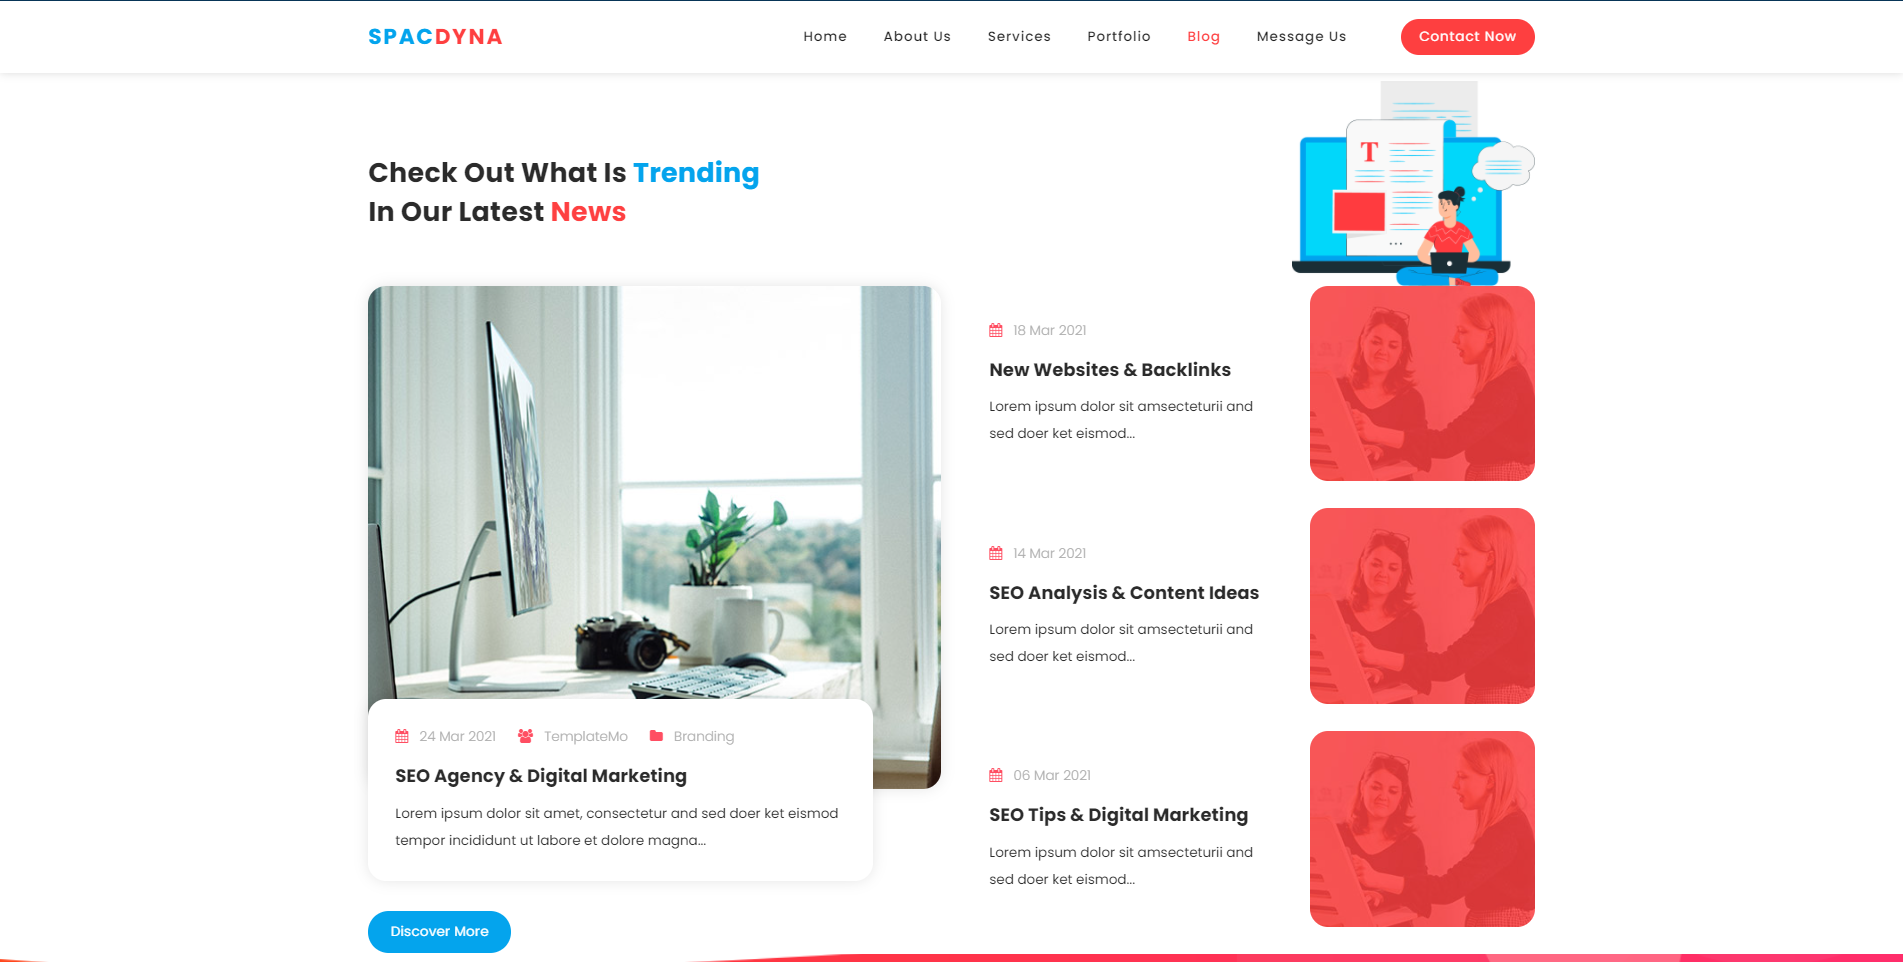 SPACDYNA
Home
About Us
Services
Portfolio
Blog
Message Us
Contact Now
Check Out What Is Trending
In Our Latest News
T
24 Mar 2021
TemplateMo
Branding
SEO Agency & Digital Marketing
Lorem ipsum dolor sit amet, consectetur and sed doer ket eismod
tempor incididunt ut labore et dolore magna...
Discover More
18 Mar 2021
New Websites & Backlinks
Lorem ipsum dolor sit amsecteturii and
sed doer ket eismod...
14 Mar 2021
SEO Analysis & Content Ideas
Lorem ipsum dolor sit amsecteturii and
sed doer ket eismod...
06 Mar 2021
SEO Tips & Digital Marketing
Lorem ipsum dolor sit amsecteturii and
sed doer ket eismod...